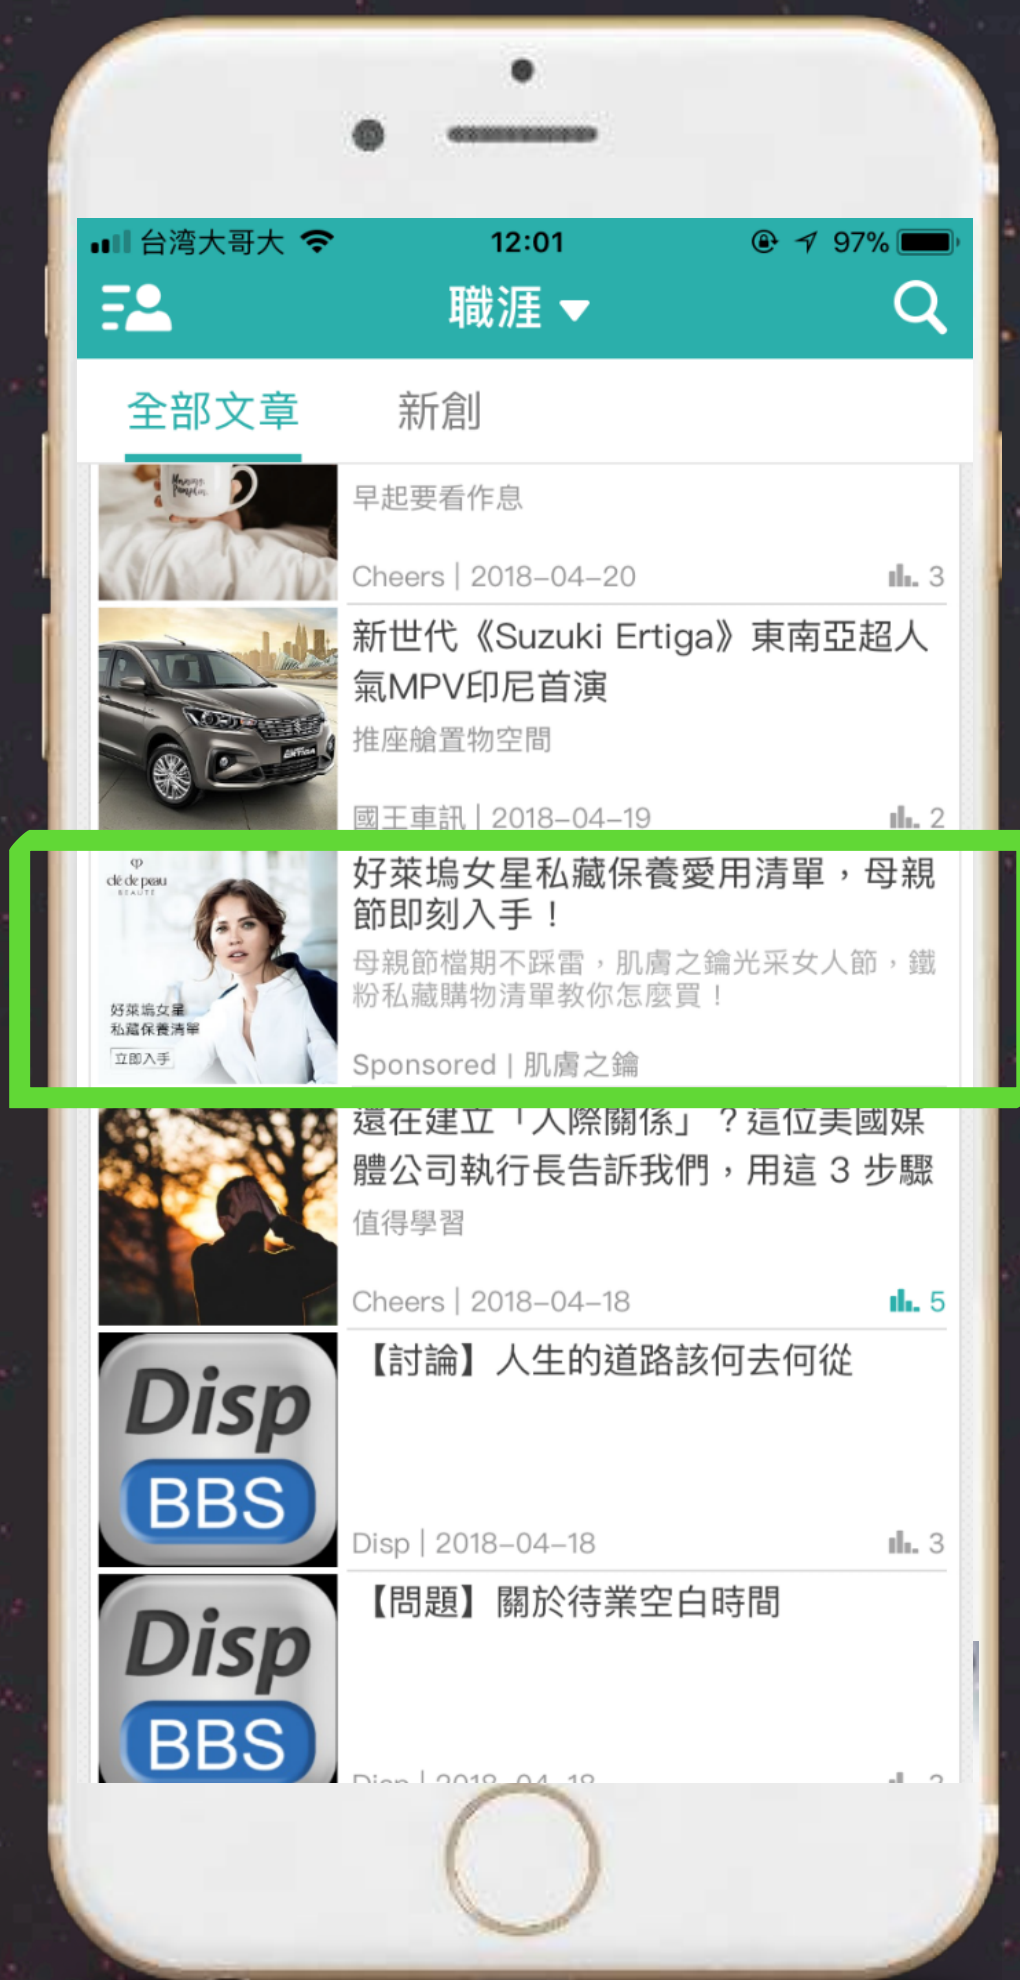 台湾大哥大
12:01
97%
職涯
全部文章
新創
早起要看作息
Cheers | 2018-04-20
3
新世代《Suzuki Ertiga》東南亞超人
氣MPV印尼首演
推座艙置物空間
國王車訊 | 2018-04-19
2
ERTIGA
clé de peau
BEAUTÉ
好萊塢女星
私藏保養清單
立即入手
好萊塢女星私藏保養愛用清單，母親
節即刻入手！
母親節檔期不踩雷，肌膚之鑰光采女人節，鐵
粉私藏購物清單教你怎麼買！
Sponsored | 肌膚之鑰
還在建立「人際關係」？這位美國媒
體公司執行長告訴我們，用這 3 步驟
值得學習
Cheers | 2018-04-18
5
Disp
BBS
【討論】人生的道路該何去何從
Disp | 2018-04-18
3
Disp
BBS
【問題】關於待業空白時間
Disp | 2018-04-18